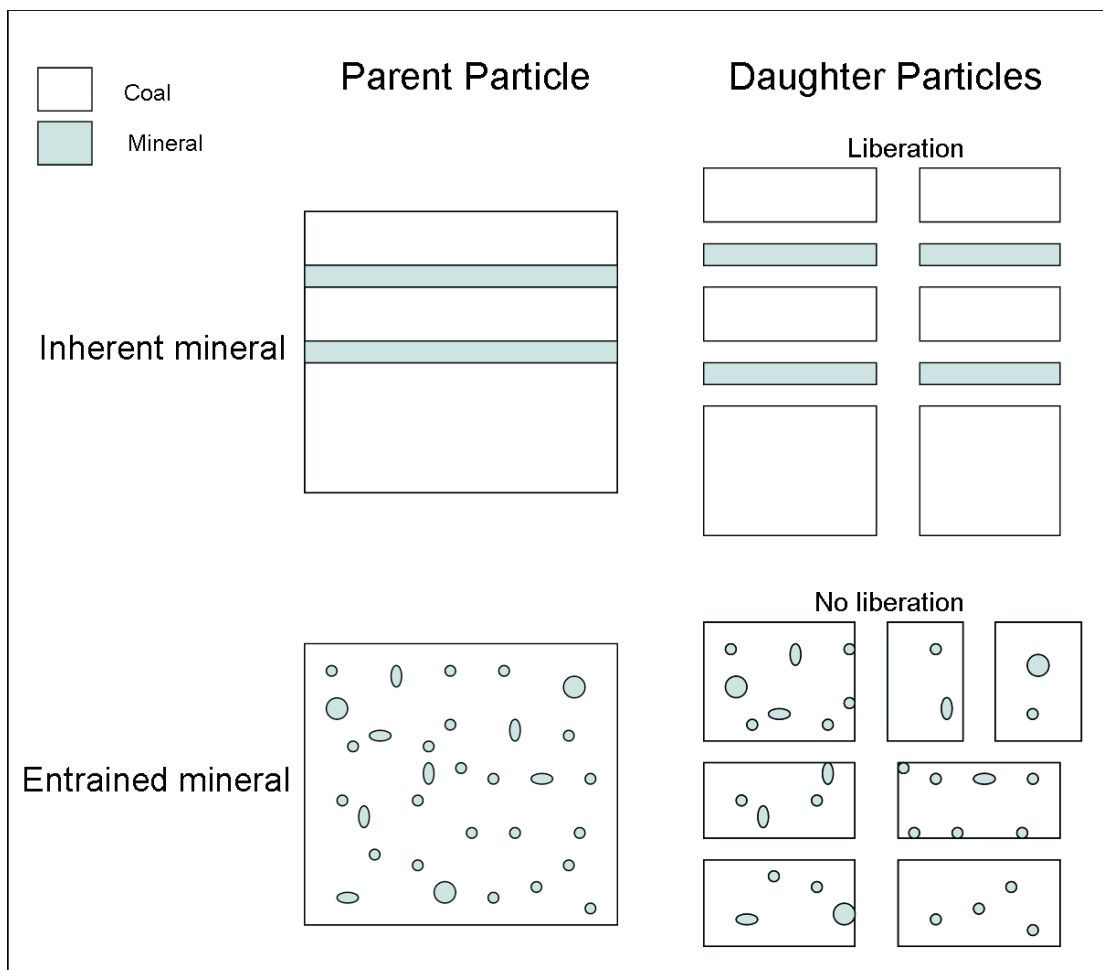 Coal
Mineral
Parent Particle
Daughter Particles
Liberation
Inherent mineral
No liberation
Entrained mineral